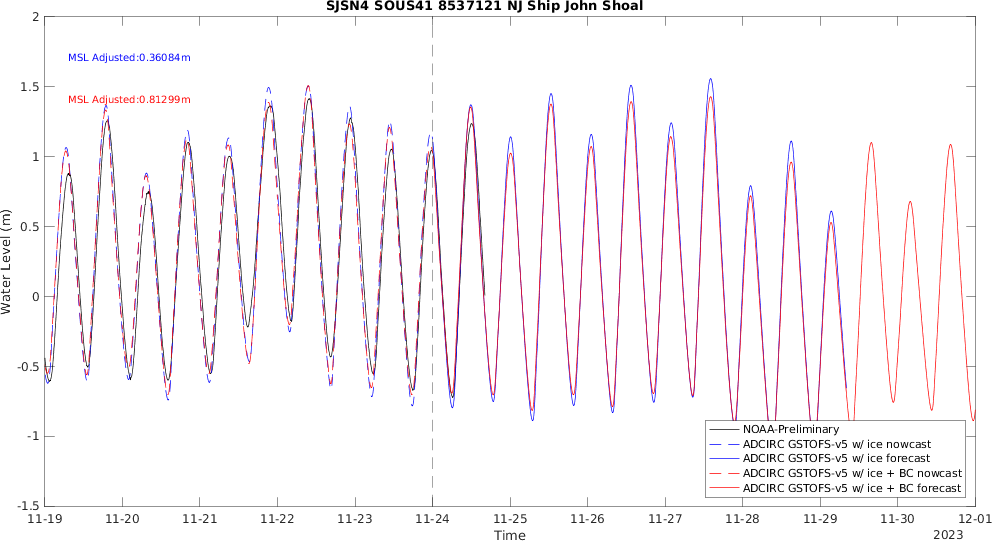 SJSN4 SOUS41 8537121 NJ Ship John Shoal
MSL Adjusted:0.36084m
MSL Adjusted:0.81299m
Water Level (m)
2
1.5
1
0.5
0
-0.5
-1
-1.5
NOAA-Preliminary
ADCIRC GSTOFS-v5 w/ ice nowcast
ADCIRC GSTOFS-v5 w/ ice forecast
ADCIRC GSTOFS-v5 w/ ice + BC nowcast
ADCIRC GSTOFS-v5 w/ ice + BC forecast
11-19 11-20 11-21 11-22 11-23 11-24 11-25 11-26 11-27 11-28 11-29 11-30 12-01
Time
2023